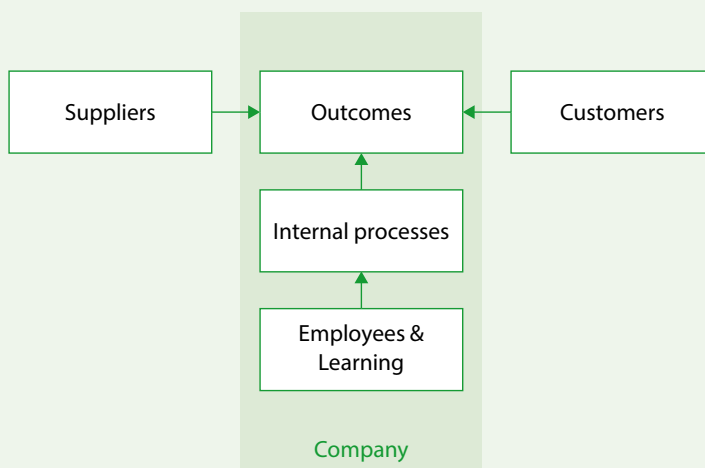 Suppliers
Outcomes
Customers
Internal processes
Employees &
Learning
Company